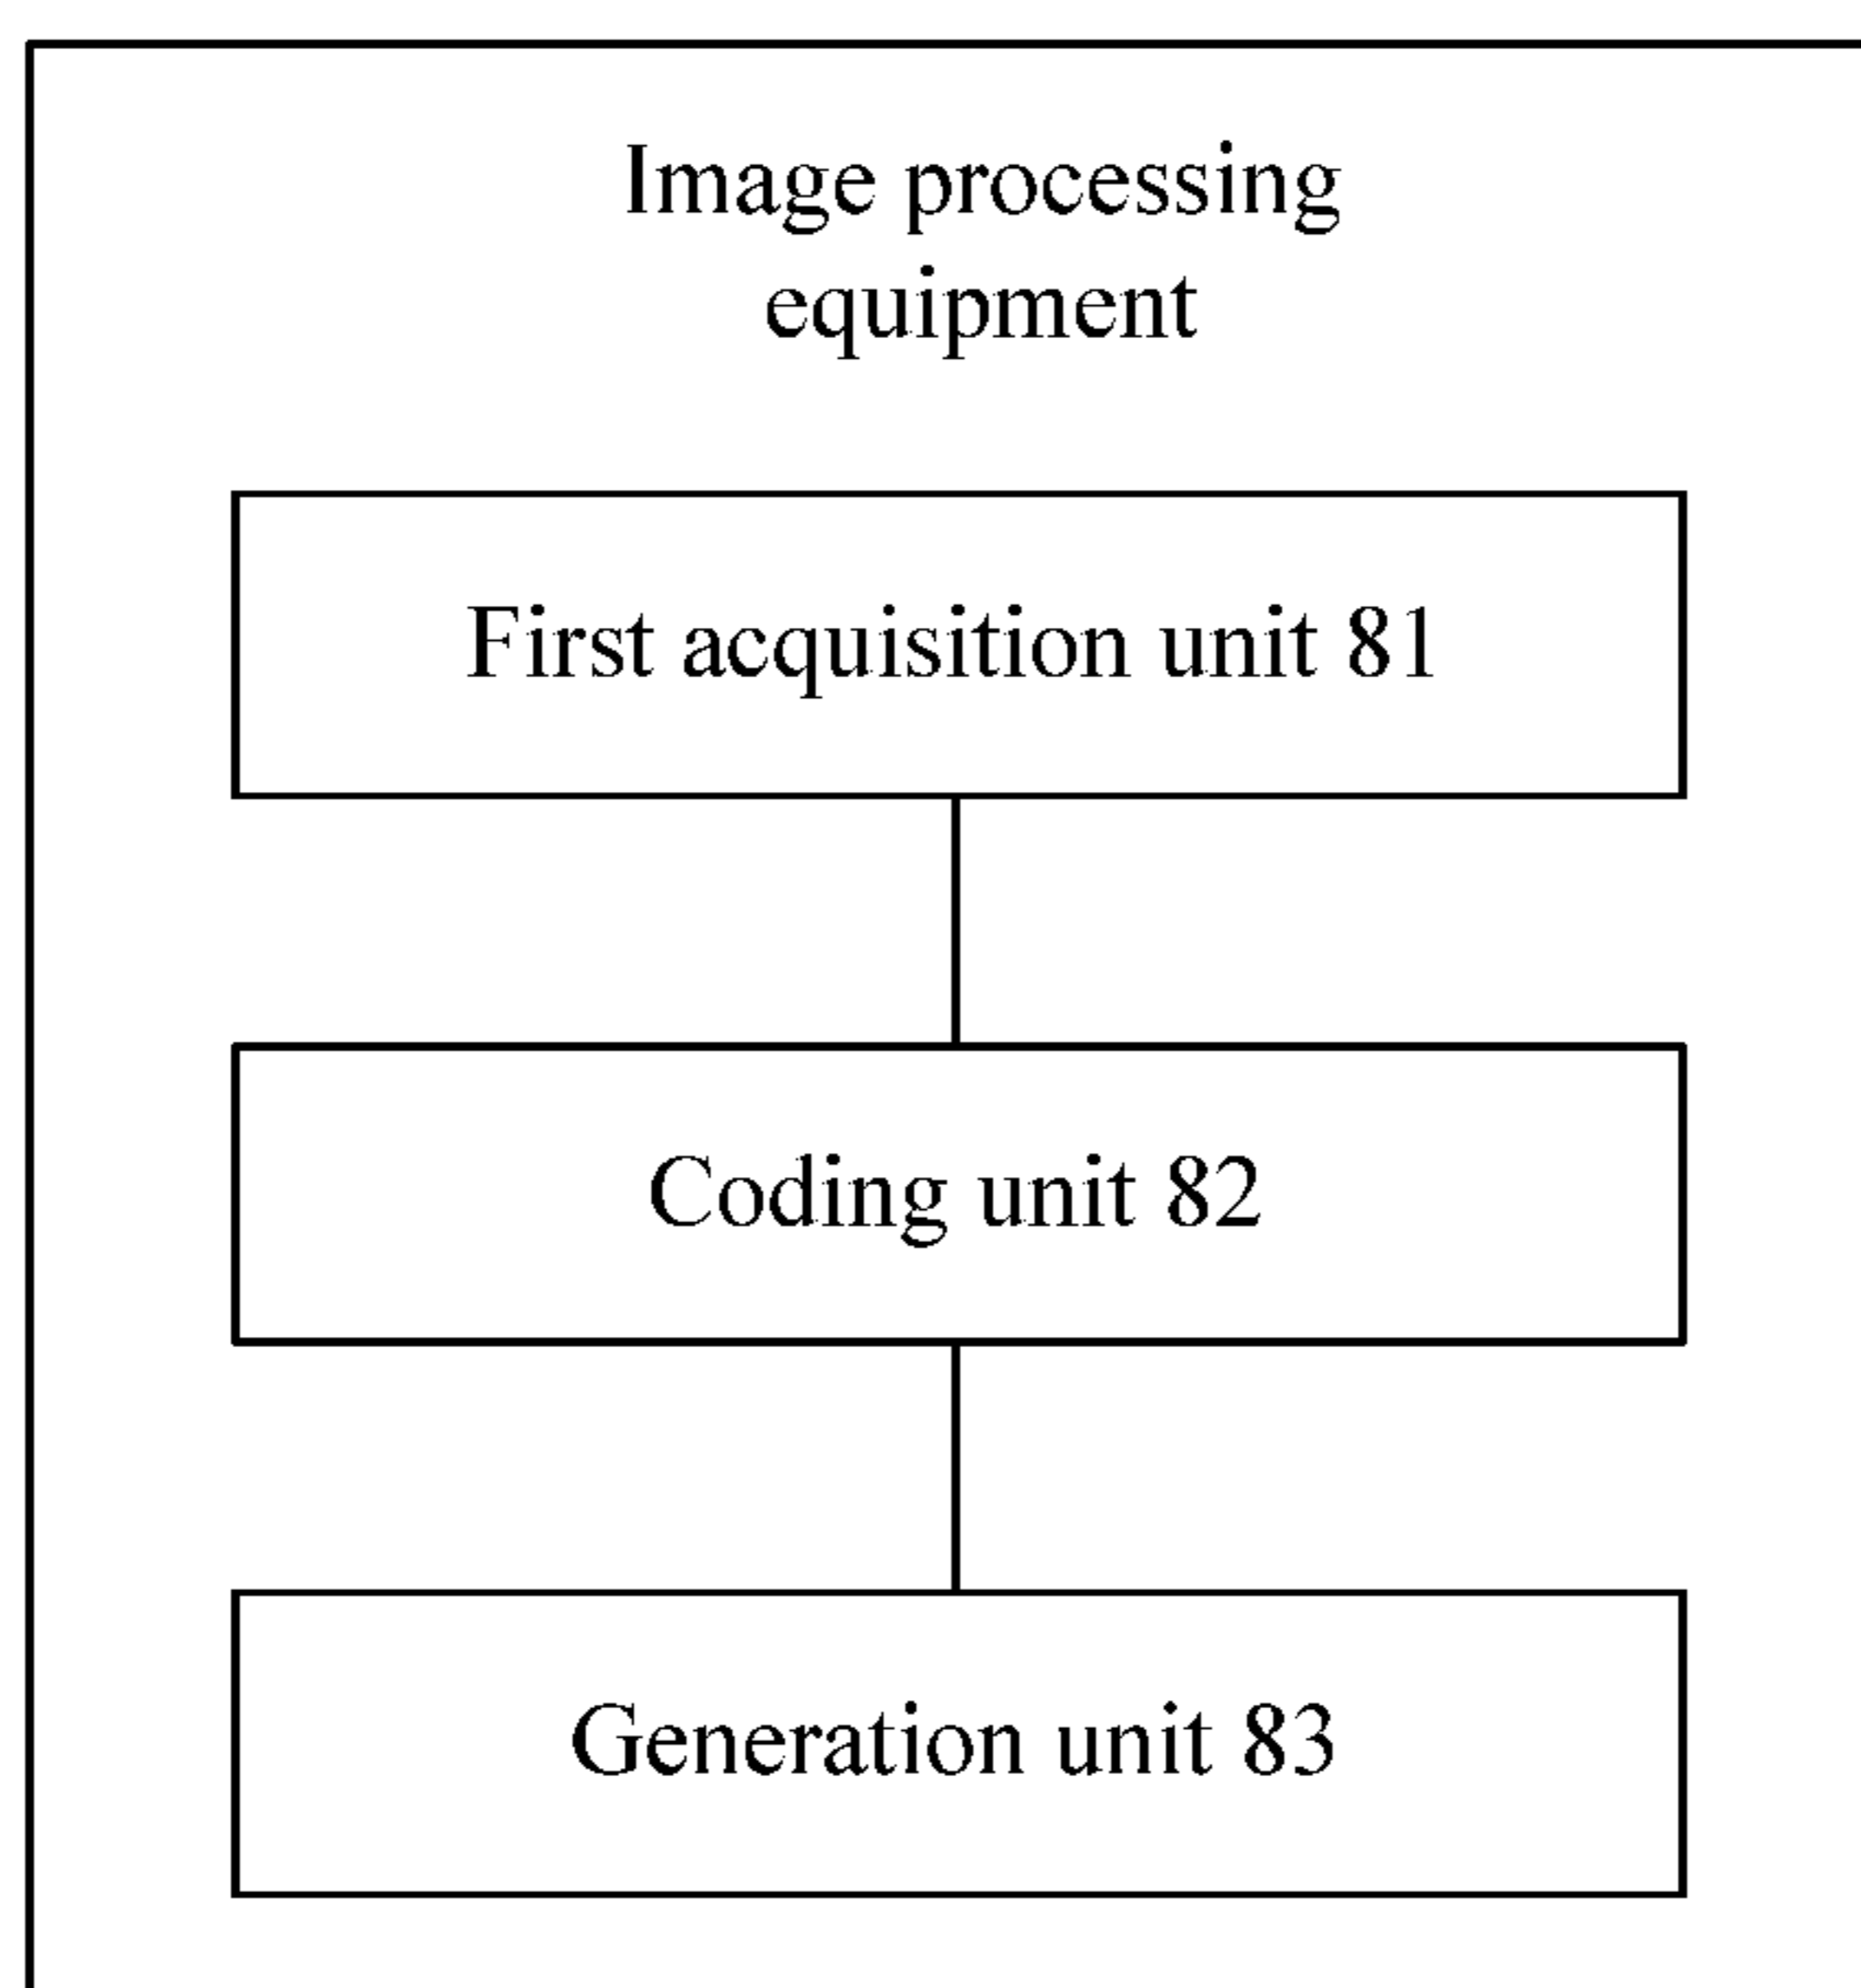 Image processing
equipment
First acquisition unit 81
Coding unit 82
Generation unit 83